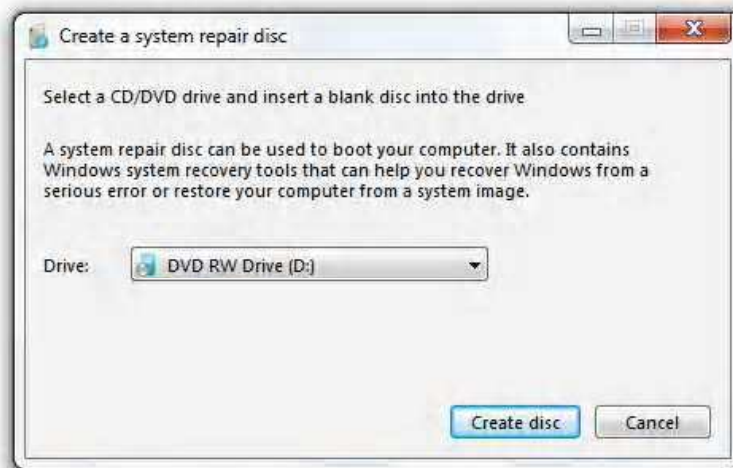 Create a system repair disc
Select a CD/DVD drive and insert a blank disc into the drive
A system repair disc can be used to boot your computer. It also contains
Windows system recovery tools that can help you recover Windows from a
serious error or restore your computer from a system image.
Drive: DVD RW Drive (D:)
Create disc Cancel